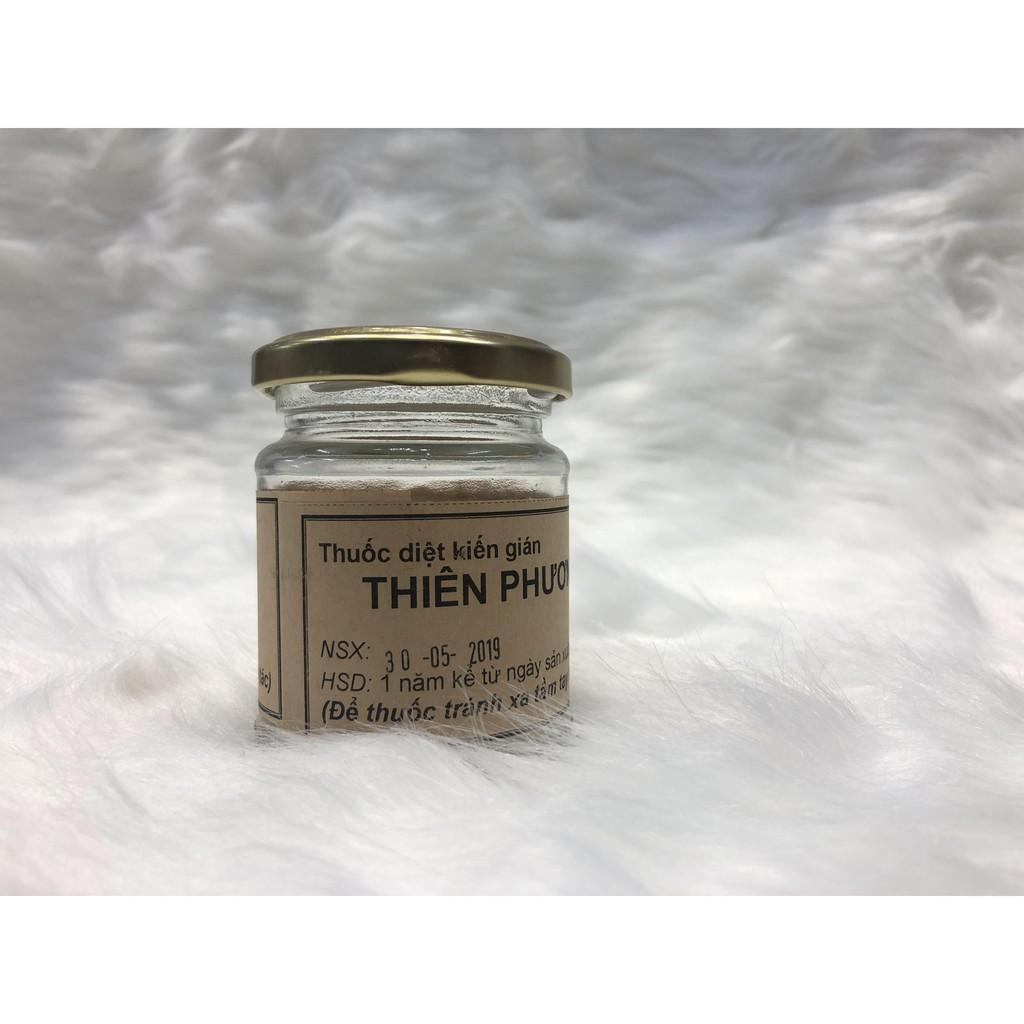 Thuốc diệt kiến gián
THIÊN PHƯƠN
NSX: 30 -05- 2019
HSD: 1 năm kể từ ngày sản xu
(Để thuốc tránh xa tầm tay